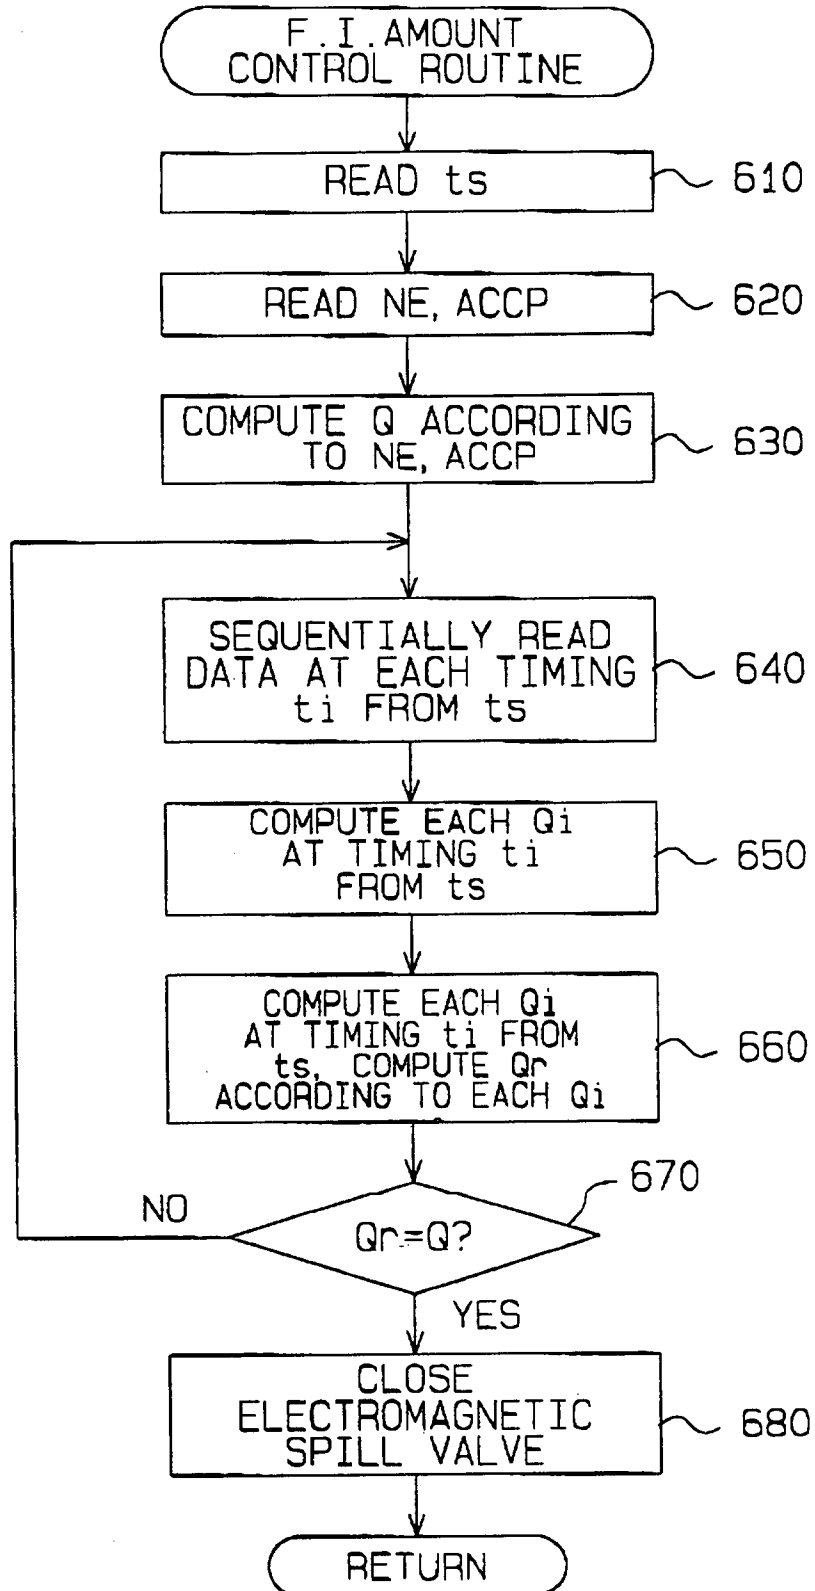 F.I.AMOUNT
CONTROL ROUTINE
READ ts
610
READ NE, ACCP
620
COMPUTE Q ACCORDING
TO NE, ACCP
630
SEQUENTIALLY READ
DATA AT EACH TIMING
ti FROM ts
640
COMPUTE EACH Qi
AT TIMING ti
FROM ts
650
COMPUTE EACH Qi
AT TIMING ti FROM
ts, COMPUTE Qr
ACCORDING TO EACH Qi
660
670
NO
Qr=Q?
YES
CLOSE
ELECTROMAGNETIC
SPILL VALVE
680
RETURN